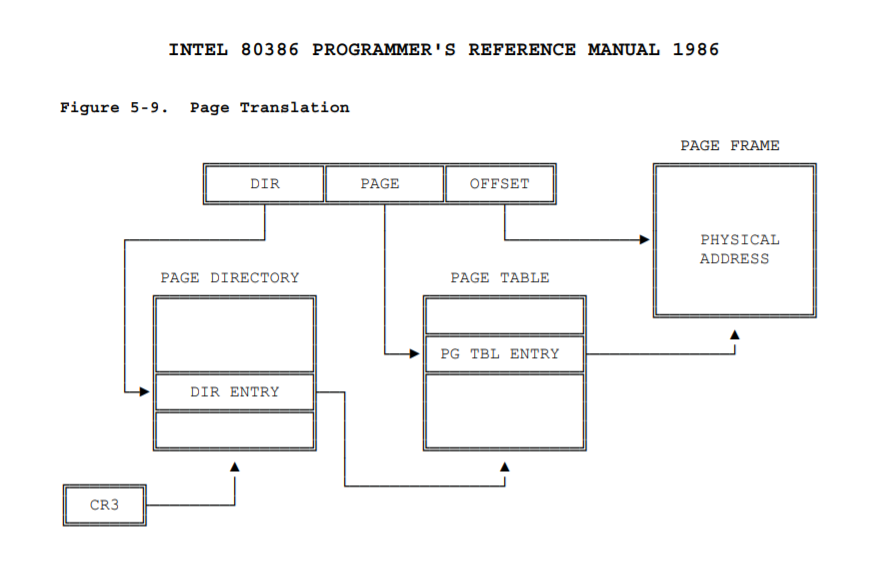 INTEL 80386 PROGRAMMER'S REFERENCE MANUAL 1986
Figure 5-9.  Page Translation
PAGE FRAME
DIR
PAGE
OFFSET
PHYSICAL
ADDRESS
PAGE DIRECTORY
PAGE TABLE
PG TBL ENTRY
DIR ENTRY
CR3